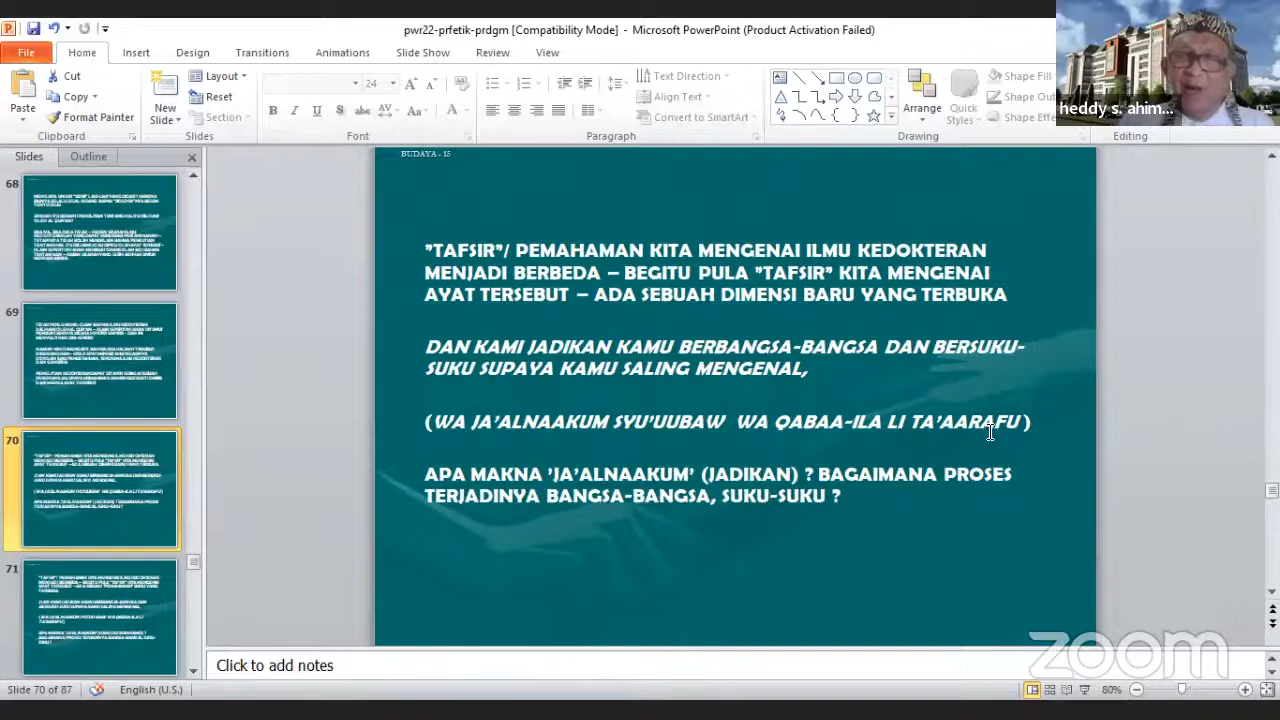 pwr22-prfetik-prdgm [Compatibility Mode] - Microsoft PowerPoint (Product Activation Failed)
File Home Insert Design Transitions Animations Slide Show Review View
heddy s. ahim...
Paste
Cut
Copy
Format Painter
Clipboard
New Slide
Layout
Reset
Section
Slides
24
B I U S abc AV Aa A
Font
Paragraph
Text Direction
Align Text
Convert to SmartArt
Arrange
Quick Styles
Shape Fill
Shape Out
Shape Effe
Drawing
Editing
Slides Outline
68
69
70
71
BUDAYA - 15
"TAFSIR"/ PEMAHAMAN KITA MENGENAI ILMU KEDOKTERAN
MENJADI BERBEDA – BEGITU PULA "TAFSIR" KITA MENGENAI
AYAT TERSEBUT – ADA SEBUAH DIMENSI BARU YANG TERBUKA
DAN KAMI JADIKAN KAMU BERBANGSA-BANGSA DAN BERSUKU-
SUKU SUPAYA KAMU SALING MENGENAL,
(WA JA'ALNAAKUM SYU'UUBAW WA QABAA-ILA LI TA'AARAFU )
APA MAKNA 'JA'ALNAAKUM' (JADIKAN) ? BAGAIMANA PROSES
TERJADINYA BANGSA-BANGSA, SUKU-SUKU ?
Click to add notes
zoom
Slide 70 of 87 English (U.S.) 80%